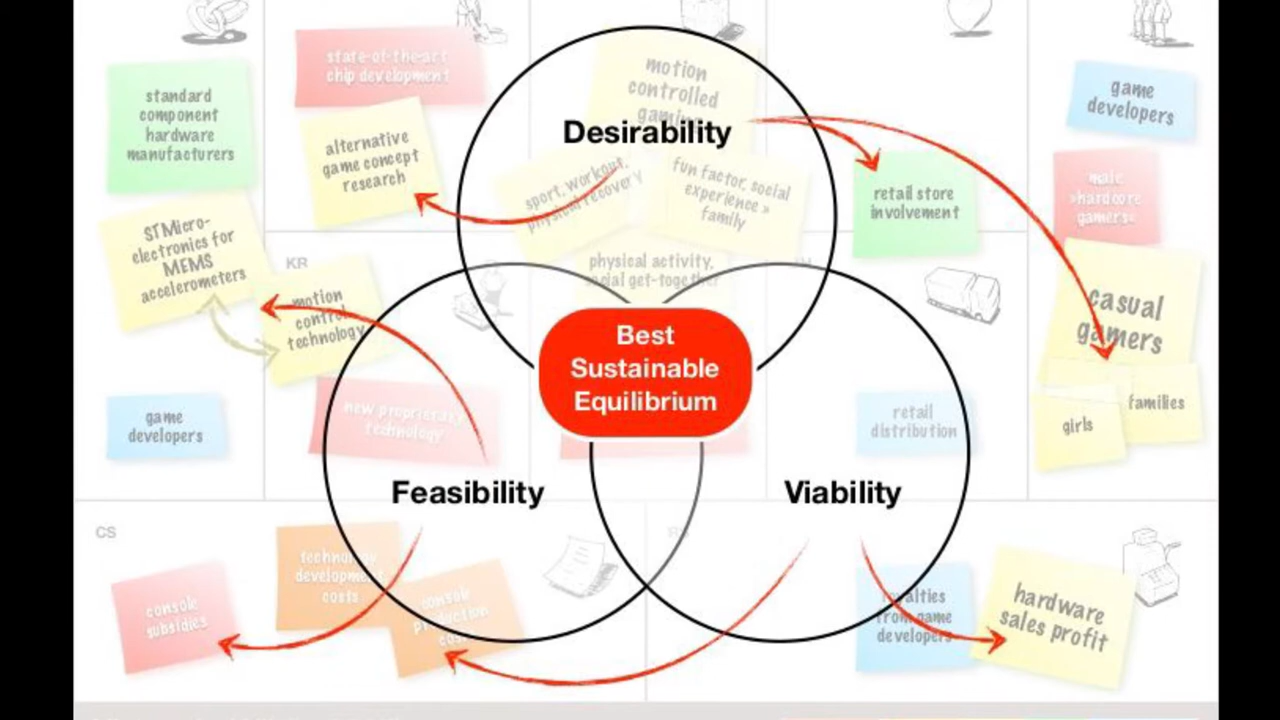 state-of-the-art
chip development
standard
component
hardware
manufacturers
alternative
game concept
research
motion
controlled
gaming
Desirability
sport, workout,
physical recovery
fun factor, social
experience »
family
physical activity,
social get-together
retail store
involvement
game
developers
male
»hardcore
gamers«
casual
gamers
girls
families
STMicro-
electronics for
MEMS
accelerometers
KR
motion
control
technology
game
developers
new proprietary
technology
Best
Sustainable
Equilibrium
retail
distribution
Feasibility
Viability
CS
console
subsidies
technology
development
costs
console
production
costs
royalties
from game
developers
hardware
sales profit